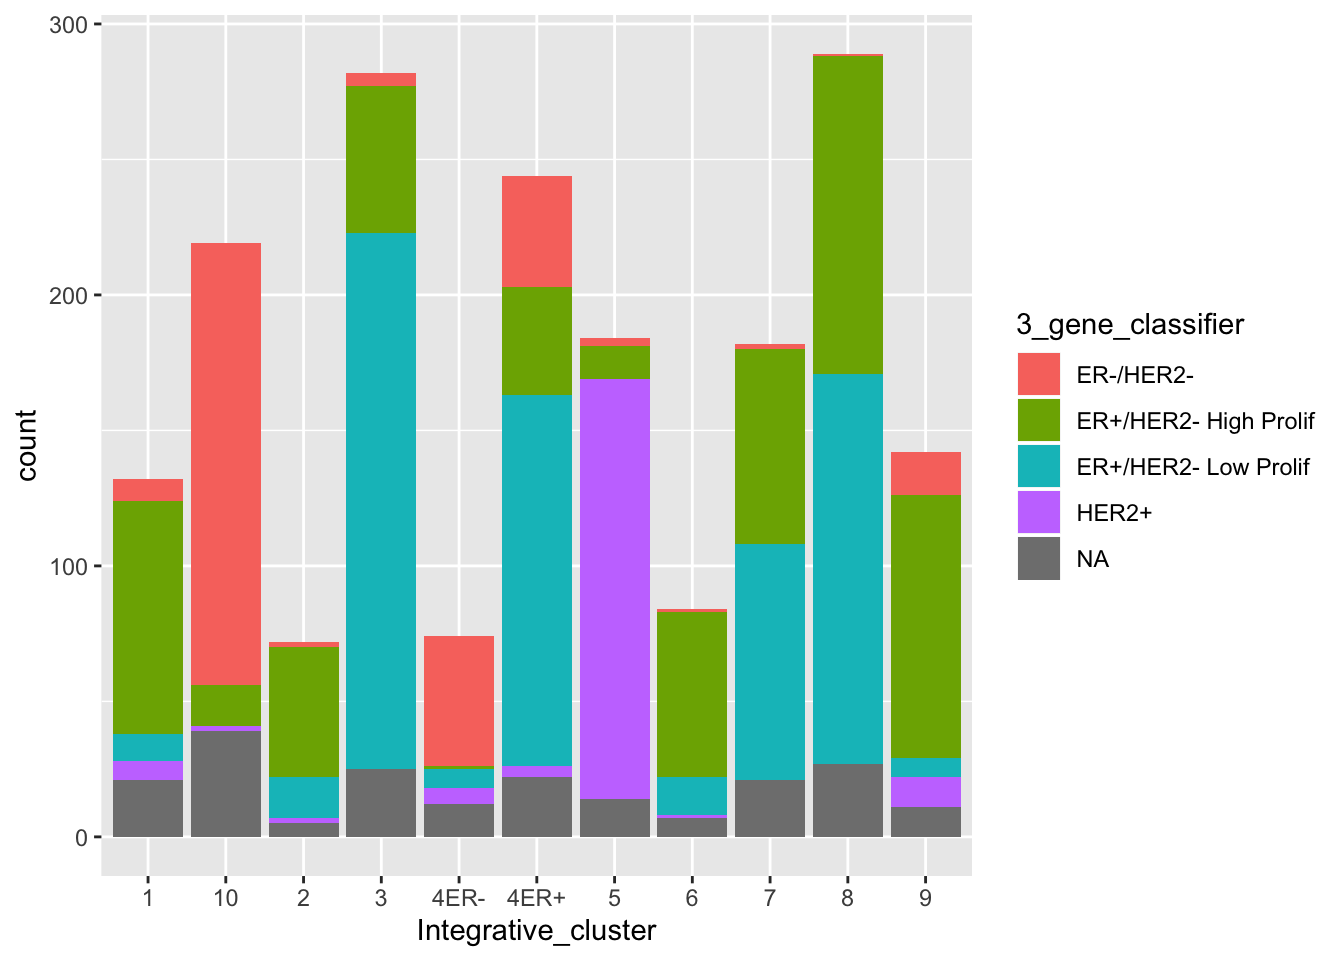 300
200
100
0
count
1 10 2 3 4ER- 4ER+ 5 6 7 8 9
Integrative_cluster
3_gene_classifier
ER-/HER2-
ER+/HER2- High Prolif
ER+/HER2- Low Prolif
HER2+
NA